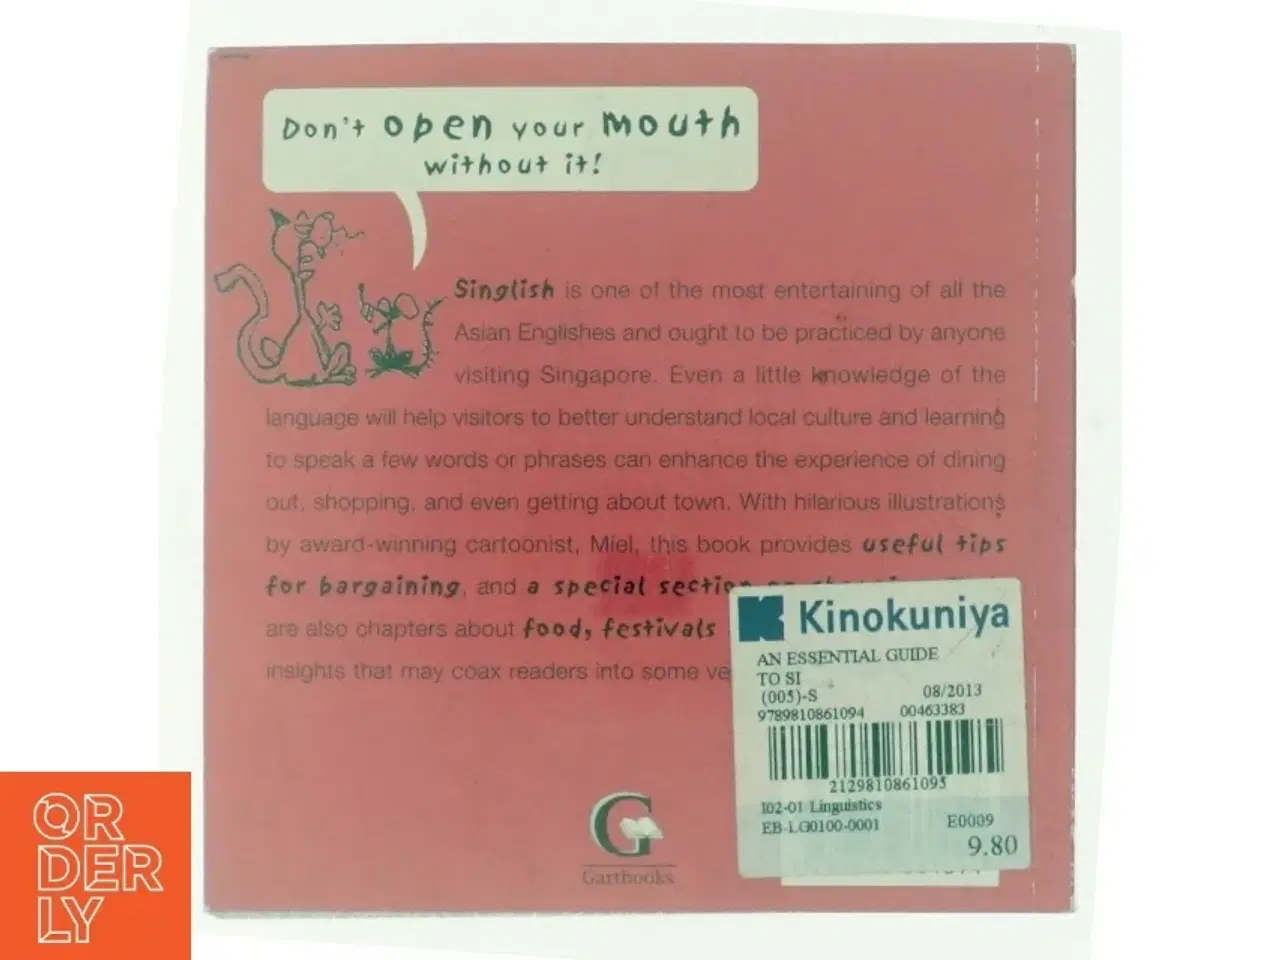 Don't open your mouth
without it!
Singlish is one of the most entertaining of all the
Asian Englishes and ought to be practiced by anyone
visiting Singapore. Even a little knowledge of the
language will help visitors to better understand local culture and learning
to speak a few words or phrases can enhance the experience of dining
out, shopping, and even getting about town. With hilarious illustrations
by award-winning cartoonist, Miel, this book provides useful tips
for bargaining, and a special section
are also chapters about food, festivals
insights that may coax readers into some
Kinokuniya
AN ESSENTIAL GUIDE
TO SI
(005)-S 08/2013
9789810861094 00463383
2129810861095
I02-01 Linguistics
EB-LG0100-0001 E0009
9.80
G
Gartbooks
ORDERLY